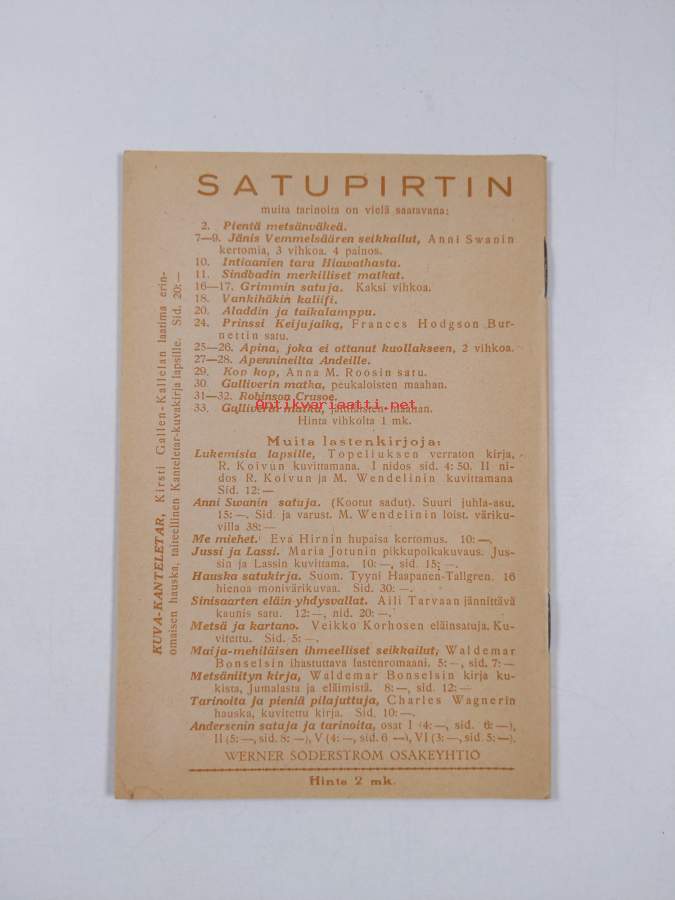 SATUPIRTIN
muita tarinoita on vielä saatavana:
2. Pientä metsänväkeä.
7—9. Jänis Vemmelsäären seikkailut, Anni Swanin
kertomia, 3 vihkoa. 4 painos.
10. Intiaanien taru Hiawathasta.
11. Sindbadin merkilliset matkat.
16—17. Grimmin satuja. Kaksi vihkoa.
18. Vankihäkin kaliifi.
20. Aladdin ja taikalamppu.
24. Prinssi Keijujalka, Frances Hodgson Bur-
nettin satu.
25—26. Apina, joka ei ottanut kuollakseen, 2 vihkoa.
27—28. Apenníneilta Andeille.
29. Kop kop, Anna M. Roosin satu.
30. Gulliverin matka, peukaloisten maahan.
31—32. Robinson Crusoe.
33. Gulliverin matka, jättiläisten maahan.
Hinta vihkolta 1 mk.
antikvariaatti.net
Muita lastenkirjoja:
Lukemisia lapsille, Topeliuksen verraton kirja,
R. Koivun kuvittamana. I nidos sid. 4: 50. II ni-
dos R. Koivun ja M. Wendelinin kuvittamana
Sid. 12: —
Anni Swanin satuja. (Kootut sadut). Suuri juhla-asu.
15: —. Sid. ja varust. M. Wendelinin loist. väriku-
villa 38: —
Me miehet. Eva Hirnin hupaisa kertomus. 10: —.
Jussi ja Lassi. Maria Jotunin pikkupoikakuvaus. Jus-
sin ja Lassin kuvittama. 10: —, sid. 15: —.
Hauska satukirja. Suom. Tyyni Haapanen-Tallgren. 16
hienoa monivärikuvaa. Sid. 30: —.
Sinisaarten eläin-yhdysvallat. Aili Tarvaan jännittävä
kaunis satu. 12: —, nid. 20: —.
Metsä ja kartano. Veikko Korhosen eläinsatuja. Ku-
vitettu. Sid. 5: —.
Maija-mehiläisen ihmeelliset seikkailut, Waldemar
Bonselsin ihastuttava lastenromaani. 5: —, sid. 7: —
Metsäniityn kirja, Waldemar Bonselsin kirja ku-
kista, Jumalasta ja eläimistä. 8: —, sid. 12: —
Tarinoita ja pieniä pilajuttuja, Charles Wagnerin
hauska, kuvitettu kirja. Sid. 10: —.
Andersenin satuja ja tarinoita, osat I (4: —, sid. 6: —),
II (5: —, sid. 8: —), V (4: —, sid. 6 —), VI (3: —, sid. 5: —).
WERNER SÖDERSTRÖM OSAKEYHTIÖ
Hinta 2 mk.
KUVA-KANTELETAR, Kirsti Gallen-Kallelan laatima erin-
omaisen hauska, taiteellinen Kanteletar-kuvakirja lapsille. Sid. 20: —